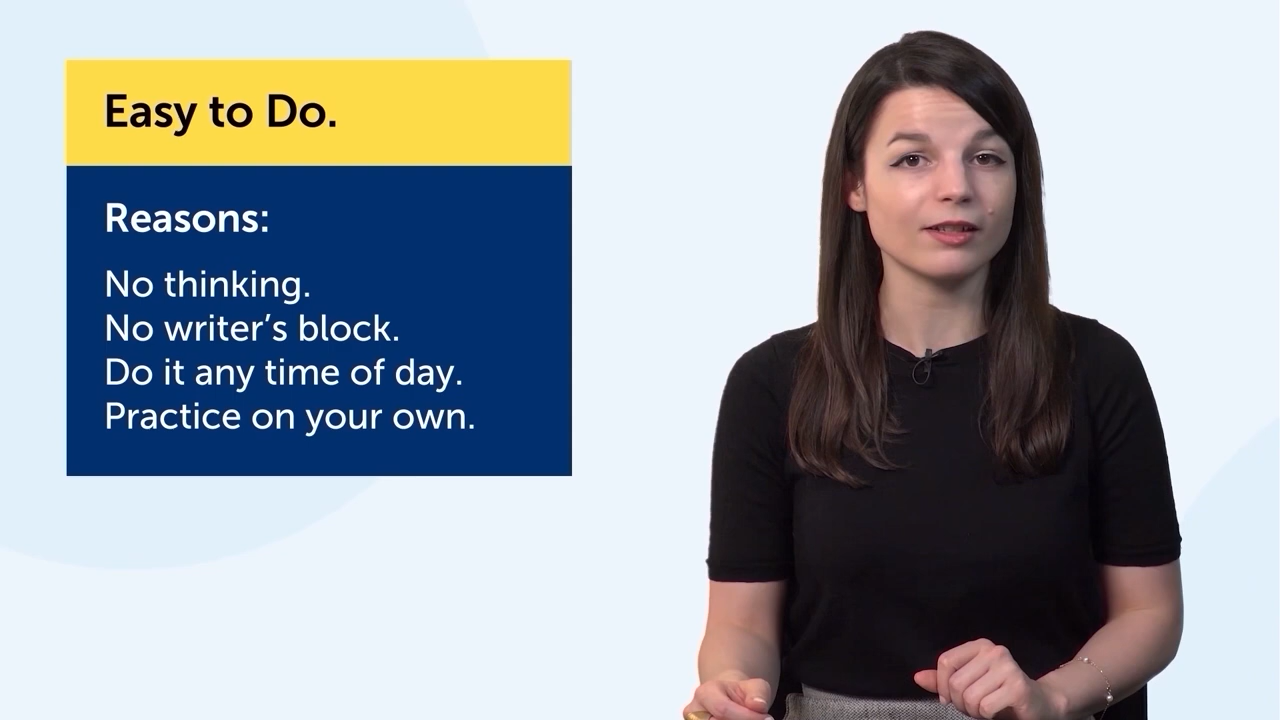 Easy to Do.
Reasons:
No thinking.
No writer’s block.
Do it any time of day.
Practice on your own.